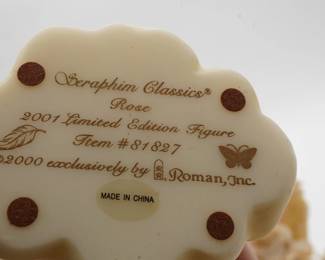 Seraphim Classics®
Rose
2001 Limited Edition Figure
Item #81827
©2000 exclusively by Roman, Inc.
MADE IN CHINA